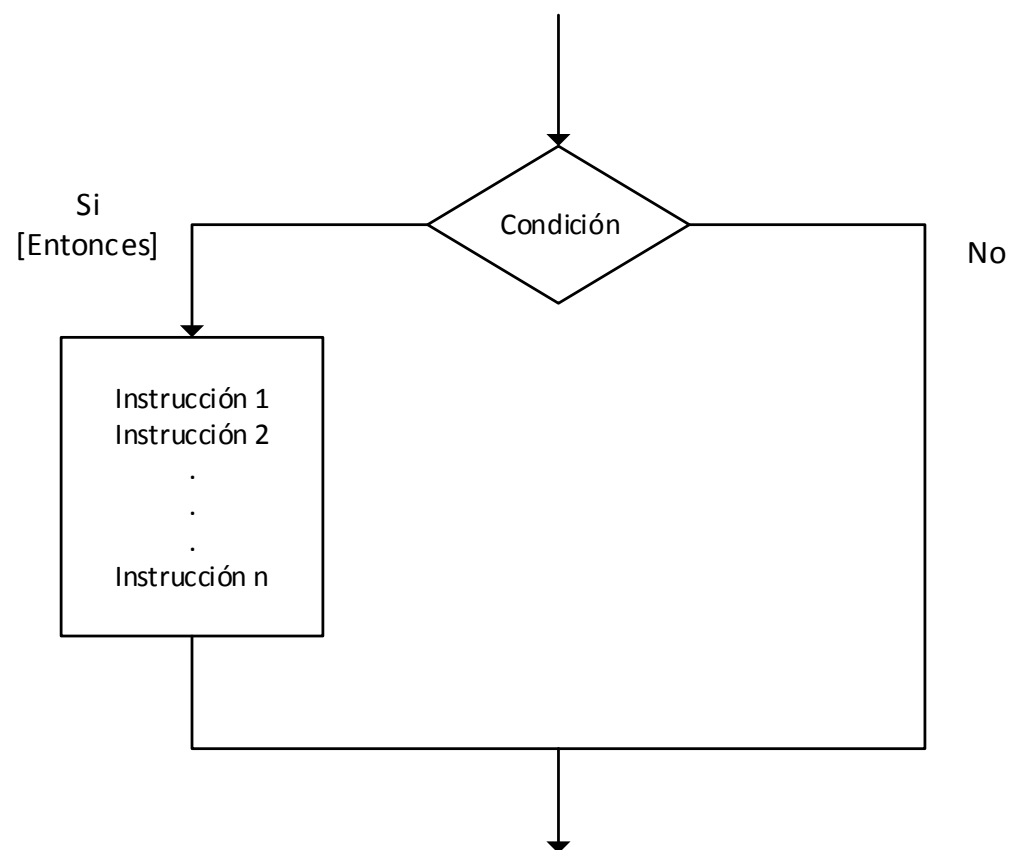 Condición
Si
[Entonces]
No
Instrucción 1
Instrucción 2
.
.
.
Instrucción n